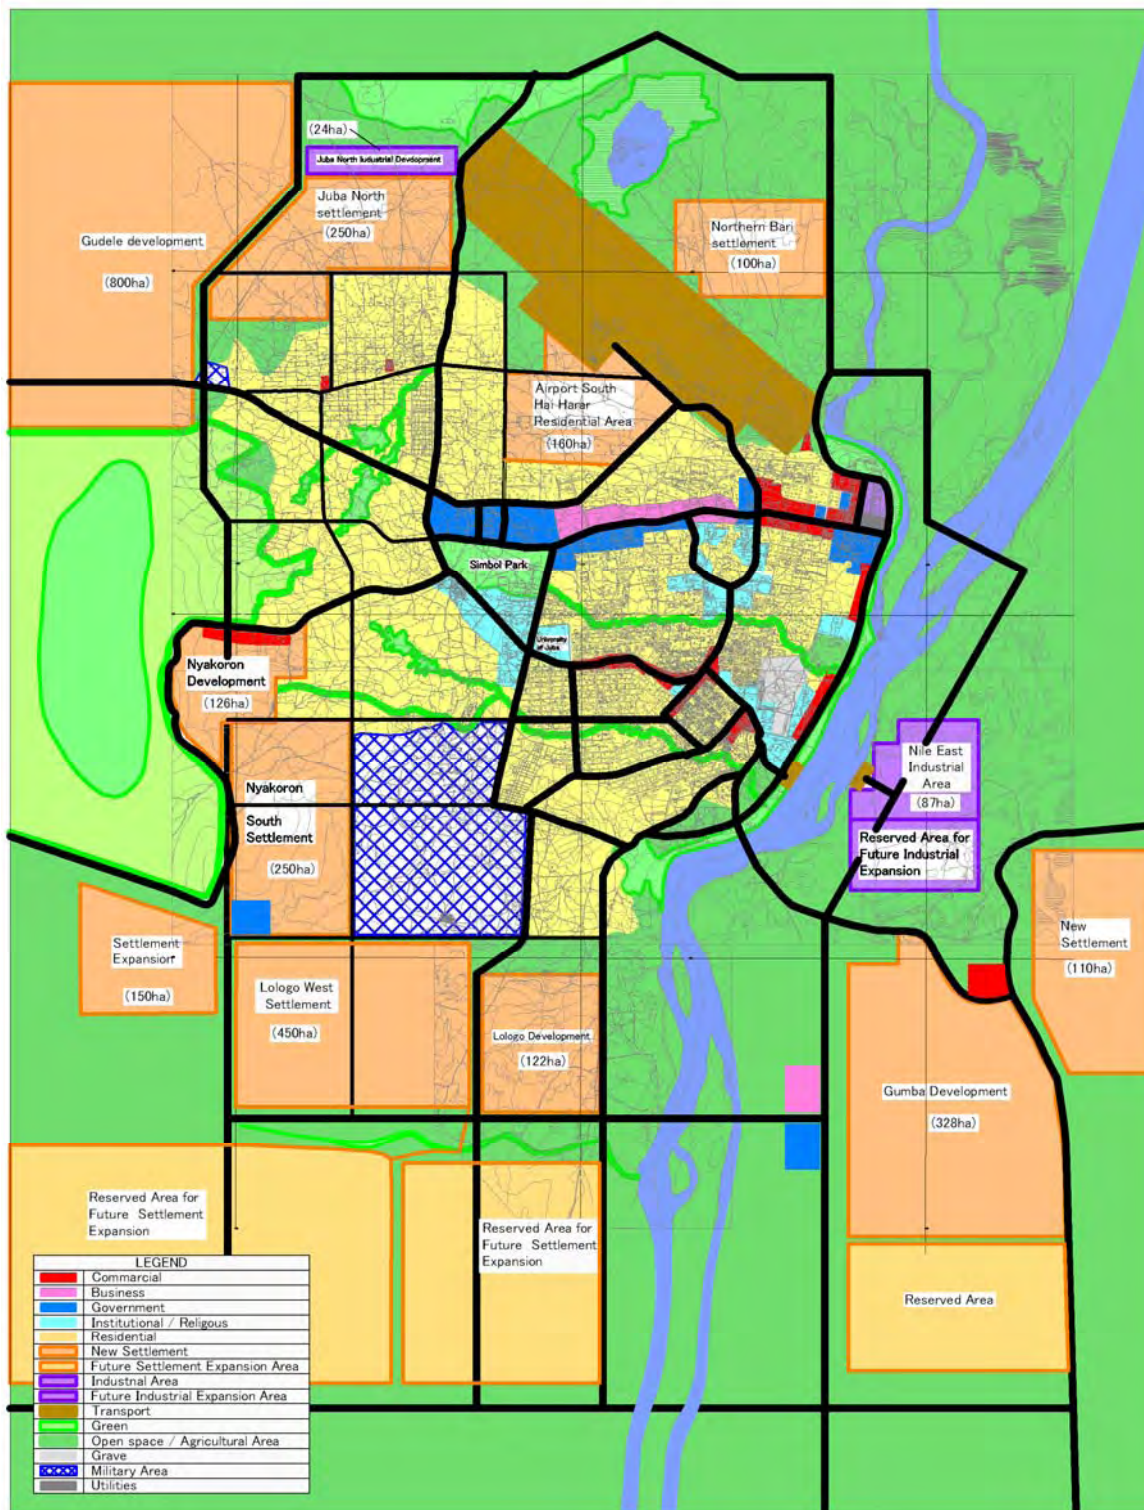 (24ha)
Juba North Industrial Development
Juba North
settlement
(250ha)
Gudele development
(800ha)
Northern Bari
settlement
(100ha)
Airport South
Hai Harar
Residential Area
(160ha)
Simbol Park
University
of Juba
Nyakoron
Development
(126ha)
Nile East
Industrial
Area
(87ha)
Nyakoron
South
Settlement
(250ha)
Reserved Area for
Future Industrial
Expansion
Settlement
Expansion
(150ha)
New
Settlement
(110ha)
Lologo West
Settlement
(450ha)
Lologo Development
(122ha)
Gumba Development
(328ha)
Reserved Area for
Future Settlement
Expansion
Reserved Area for
Future Settlement
Expansion
Reserved Area
LEGEND
Commercial
Business
Government
Institutional / Religous
Residential
New Settlement
Future Settlement Expansion Area
Industrial Area
Future Industrial Expansion Area
Transport
Green
Open space / Agricultural Area
Grave
Military Area
Utilities